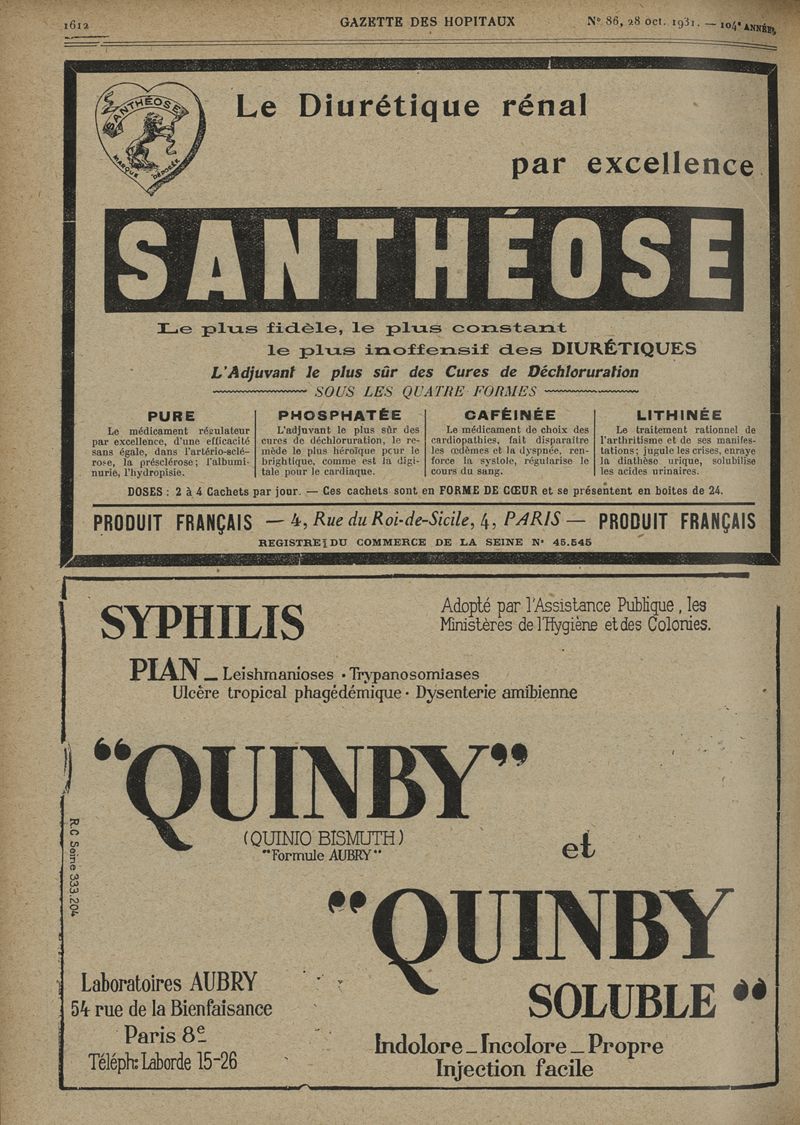 1612
GAZETTE DES HOPITAUX
N° 86, 28 oct. 1931. — 104e ANNÉE,
SANTHÉOSE
MARQUE DÉPOSÉE
Le Diurétique rénal
par excellence
SANTHÉOSE
Le plus fidèle, le plus constant
le plus inoffensif des DIURÉTIQUES
L'Adjuvant le plus sûr des Cures de Déchloruration
SOUS LES QUATRE FORMES
PURE
Le médicament régulateur
par excellence, d'une efficacité
sans égale, dans l'artério-sclé-
rose, la présclérose; l'albumi-
nurie, l'hydropisie.
PHOSPHATÉE
L'adjuvant le plus sûr des
cures de déchloruration, le re-
mède le plus héroïque pour le
brightique, comme est la digi-
tale pour le cardiaque.
CAFÉINÉE
Le médicament de choix des
cardiopathies, fait disparaître
les œdèmes et la dyspnée, ren-
force la systole, régularise le
cours du sang.
LITHINÉE
Le traitement rationnel de
l'arthritisme et de ses manifes-
tations; jugule les crises, enraye
la diathèse urique, solubilise
les acides urinaires.
DOSES : 2 à 4 Cachets par jour. — Ces cachets sont en FORME DE CŒUR et se présentent en boîtes de 24.
PRODUIT FRANÇAIS — 4, Rue du Roi-de-Sicile, 4, PARIS — PRODUIT FRANÇAIS
REGISTRE DU COMMERCE DE LA SEINE N° 45.545
SYPHILIS
Adopté par l'Assistance Publique, les
Ministères de l'Hygiène et des Colonies.
PIAN — Leishmanioses • Trypanosomiases
Ulcère tropical phagédémique • Dysenterie amibienne
"QUINBY"
(QUINIO BISMUTH)
"Formule AUBRY"
et
"QUINBY
SOLUBLE"
R.C Seine 333.204
Laboratoires AUBRY
54 rue de la Bienfaisance
Paris 8e
Téléph: Laborde 15-26
Indolore — Incolore — Propre
Injection facile